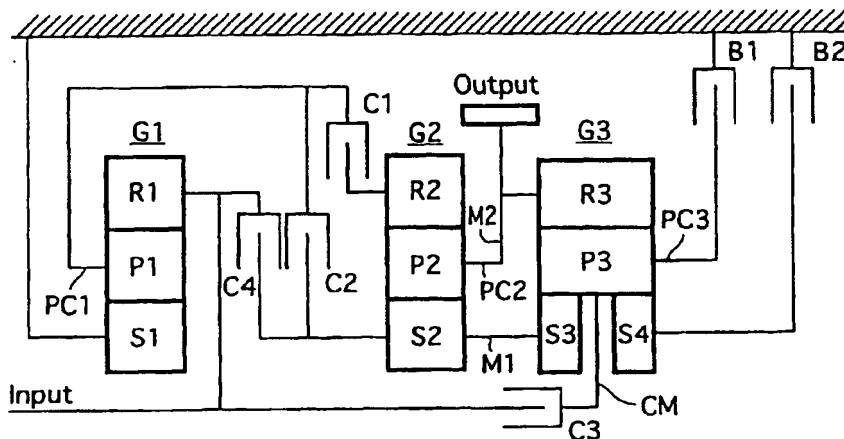 B1
B2
Output
C1
G1
G2
G3
R1
R2
R3
M2
PC3
P1
P2
P3
PC1
C4
C2
PC2
S1
S2
S3
S4
M1
Input
CM
C3